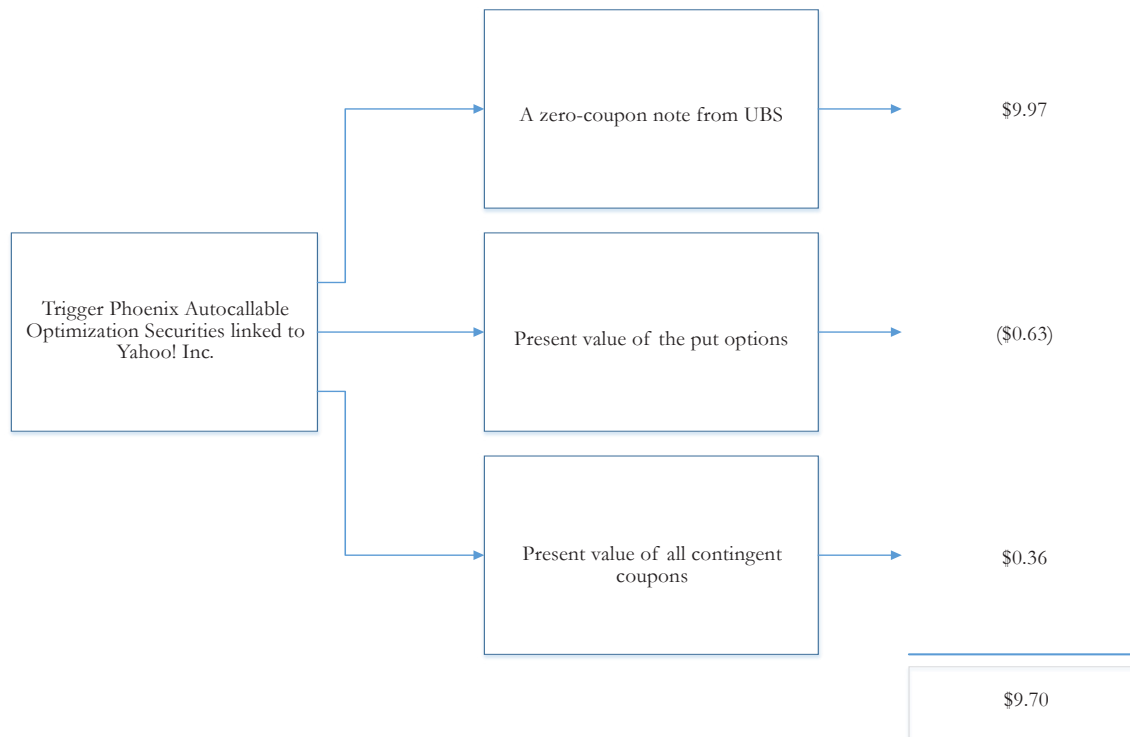 A zero-coupon note from UBS
$9.97
Trigger Phoenix Autocallable
Optimization Securities linked to
Yahoo! Inc.
Present value of the put options
($0.63)
Present value of all contingent
coupons
$0.36
$9.70